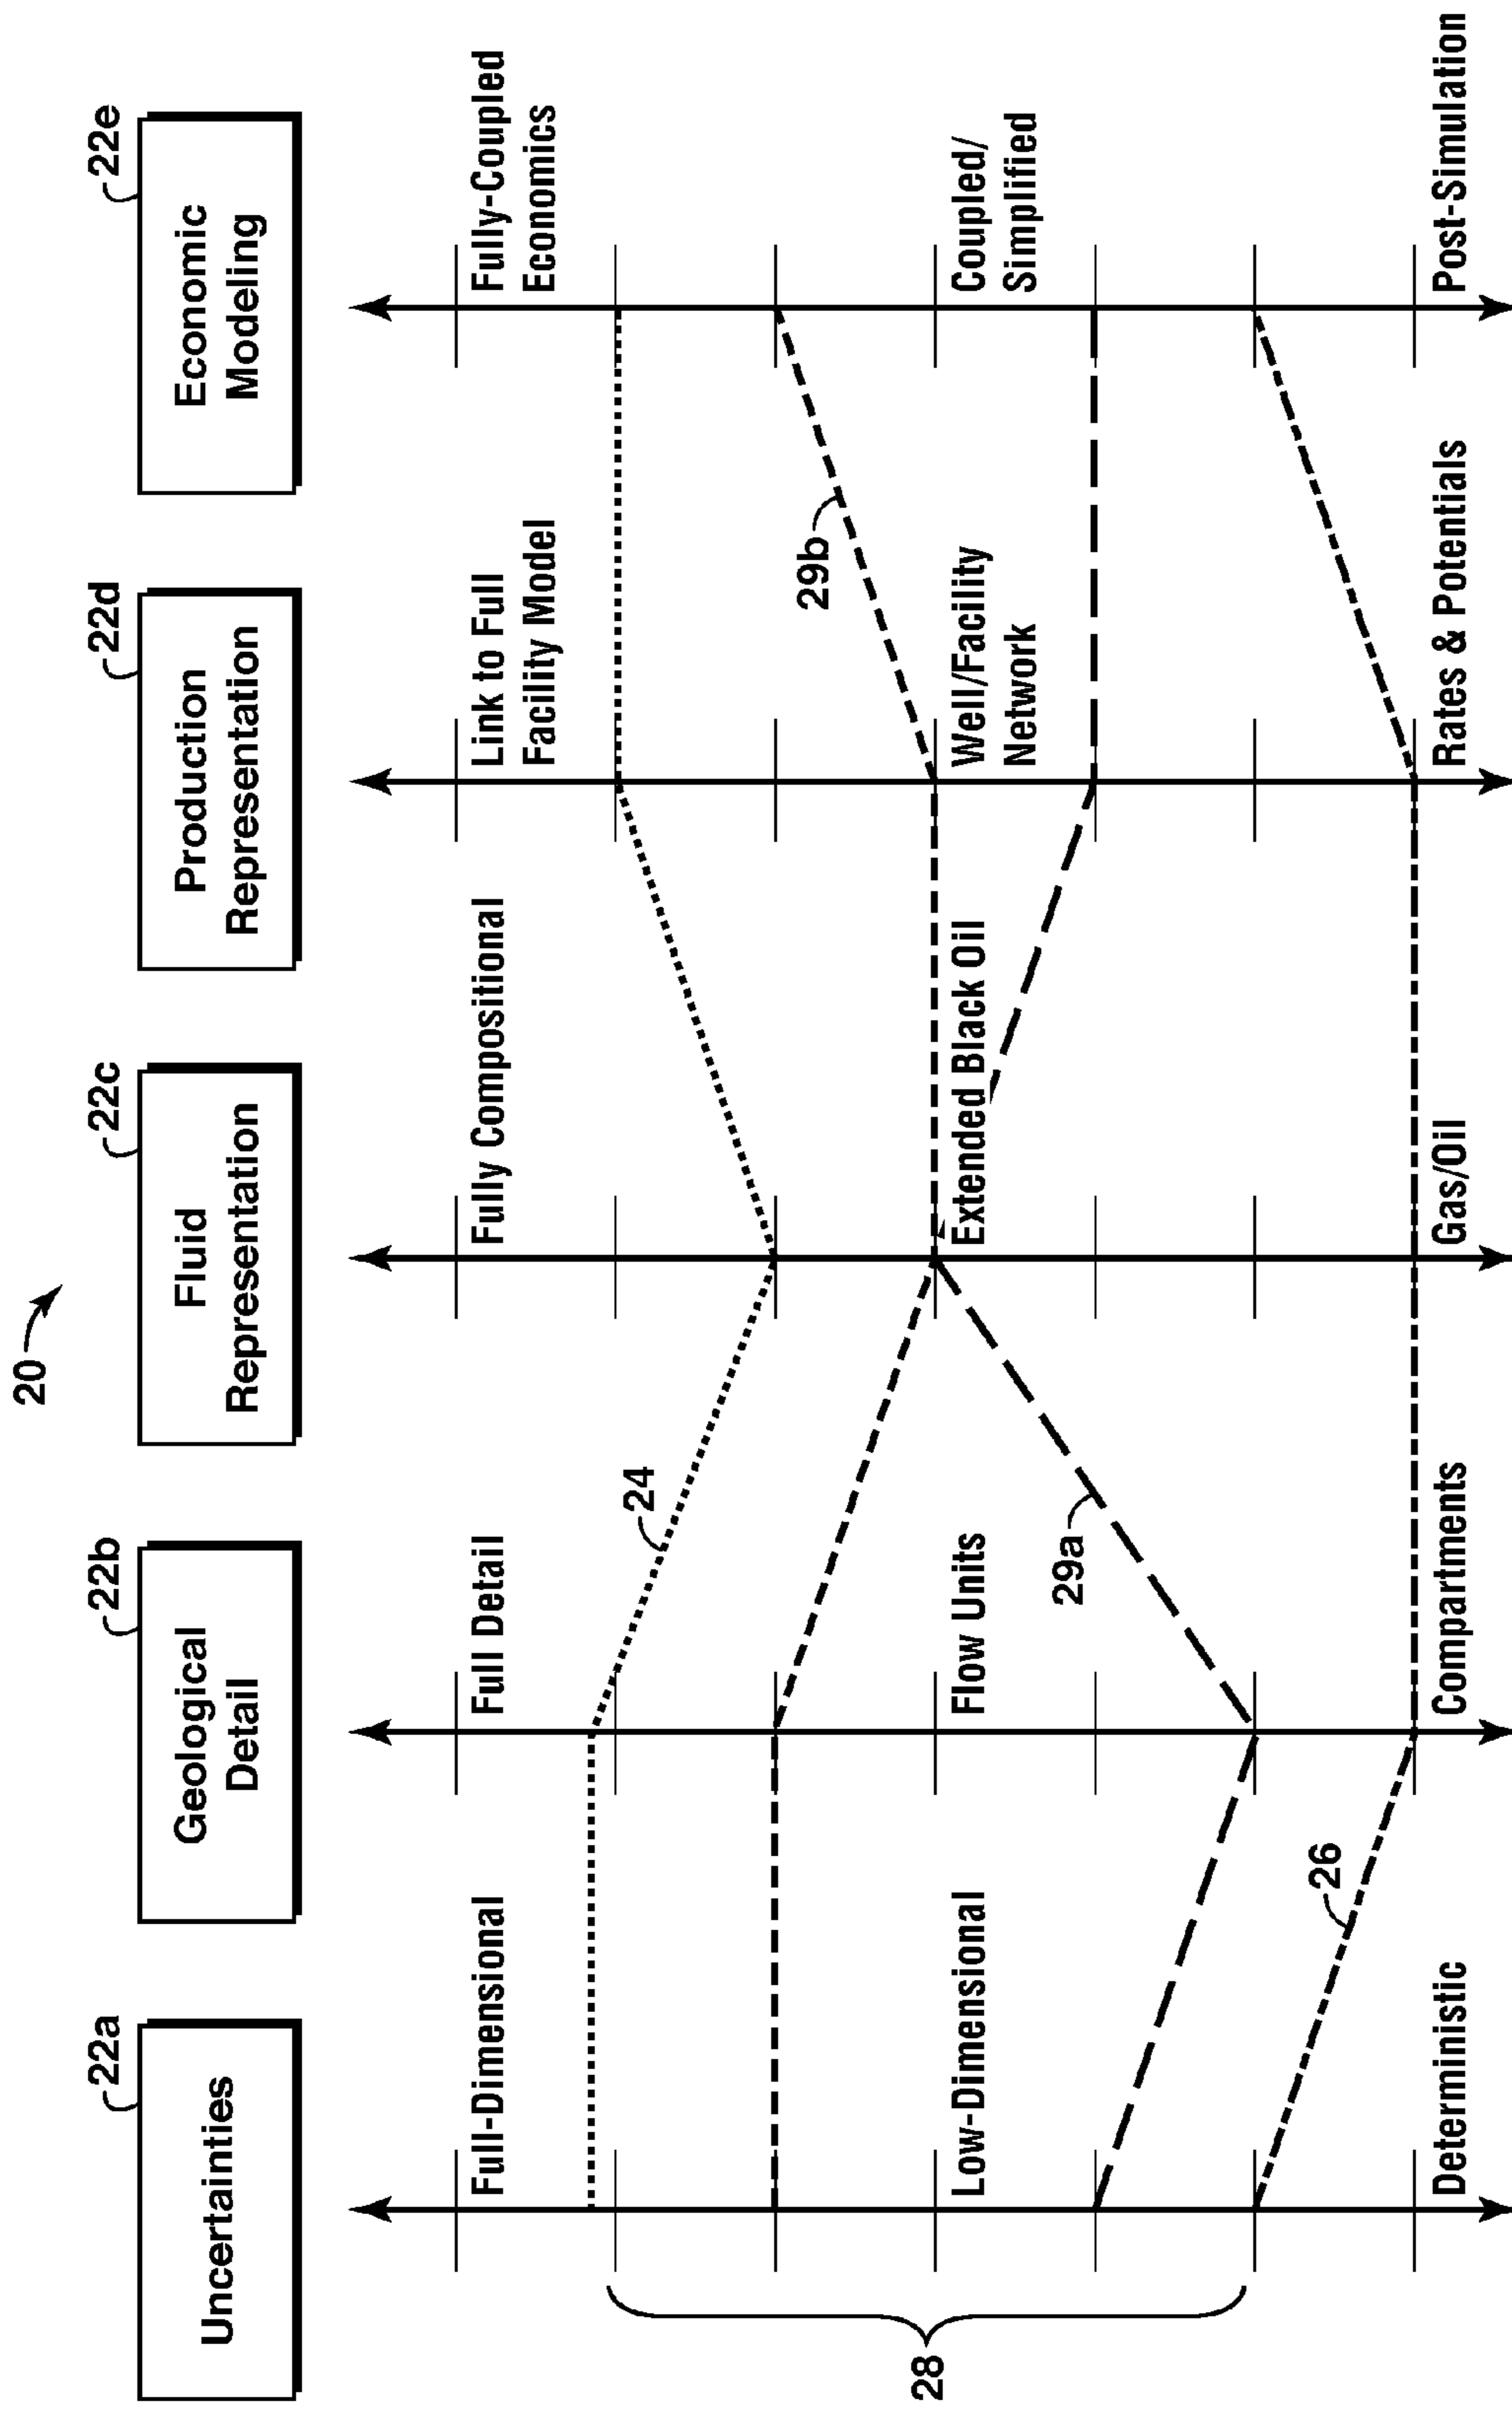 20
22a
22b
22c
22d
22e
Uncertainties
Geological
Detail
Fluid
Representation
Production
Representation
Economic
Modeling
Full-Dimensional
Full Detail
Fully Compositional
Link to Full
Facility Model
Fully-Coupled
Economics
24
29b
28
Low-Dimensional
Flow Units
Extended Black Oil
Well/Facility
Network
Coupled/
Simplified
29a
26
Deterministic
Compartments
Gas/Oil
Rates & Potentials
Post-Simulation